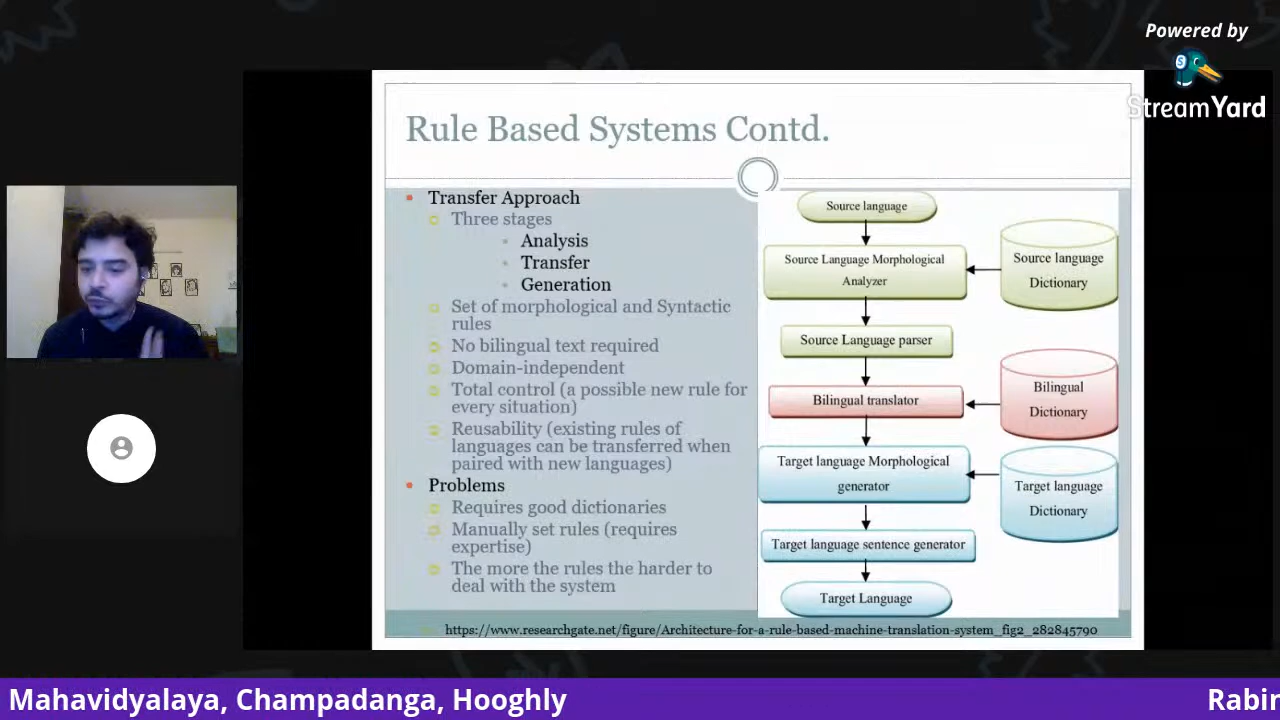 Powered by
StreamYard
Rule Based Systems Contd.
Transfer Approach
Three stages
Analysis
Transfer
Generation
Set of morphological and Syntactic
rules
No bilingual text required
Domain-independent
Total control (a possible new rule for
every situation)
Reusability (existing rules of
languages can be transferred when
paired with new languages)
Problems
Requires good dictionaries
Manually set rules (requires
expertise)
The more the rules the harder to
deal with the system
Source language
Source Language Morphological
Analyzer
Source language
Dictionary
Source Language parser
Bilingual translator
Bilingual
Dictionary
Target language Morphological
generator
Target language
Dictionary
Target language sentence generator
Target Language
https://www.researchgate.net/figure/Architecture-for-a-rule-based-machine-translation-system_fig2_282845790
Mahavidyalaya, Champadanga, Hooghly
Rabin